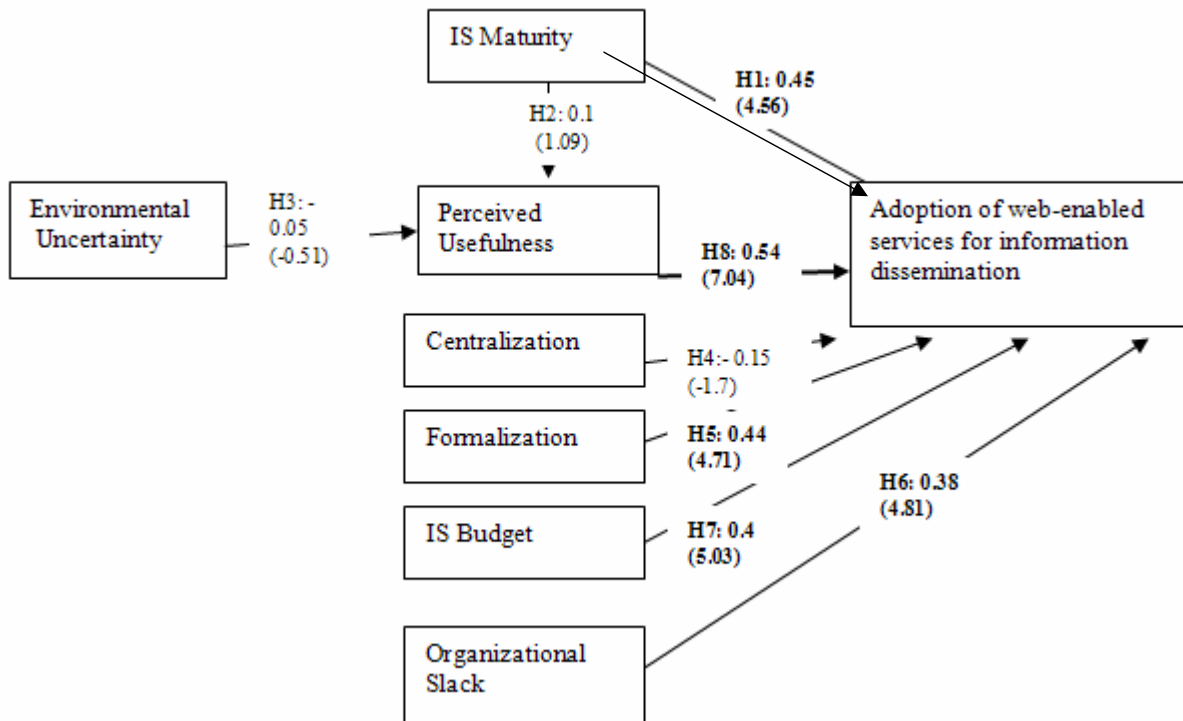 IS Maturity
H1: 0.45
(4.56)
H2: 0.1
(1.09)
Environmental
Uncertainty
H3: -
0.05
(-0.51)
Perceived
Usefulness
H8: 0.54
(7.04)
Adoption of web-enabled
services for information
dissemination
Centralization
H4:- 0.15
(-1.7)
Formalization
H5: 0.44
(4.71)
IS Budget
H7: 0.4
(5.03)
H6: 0.38
(4.81)
Organizational
Slack